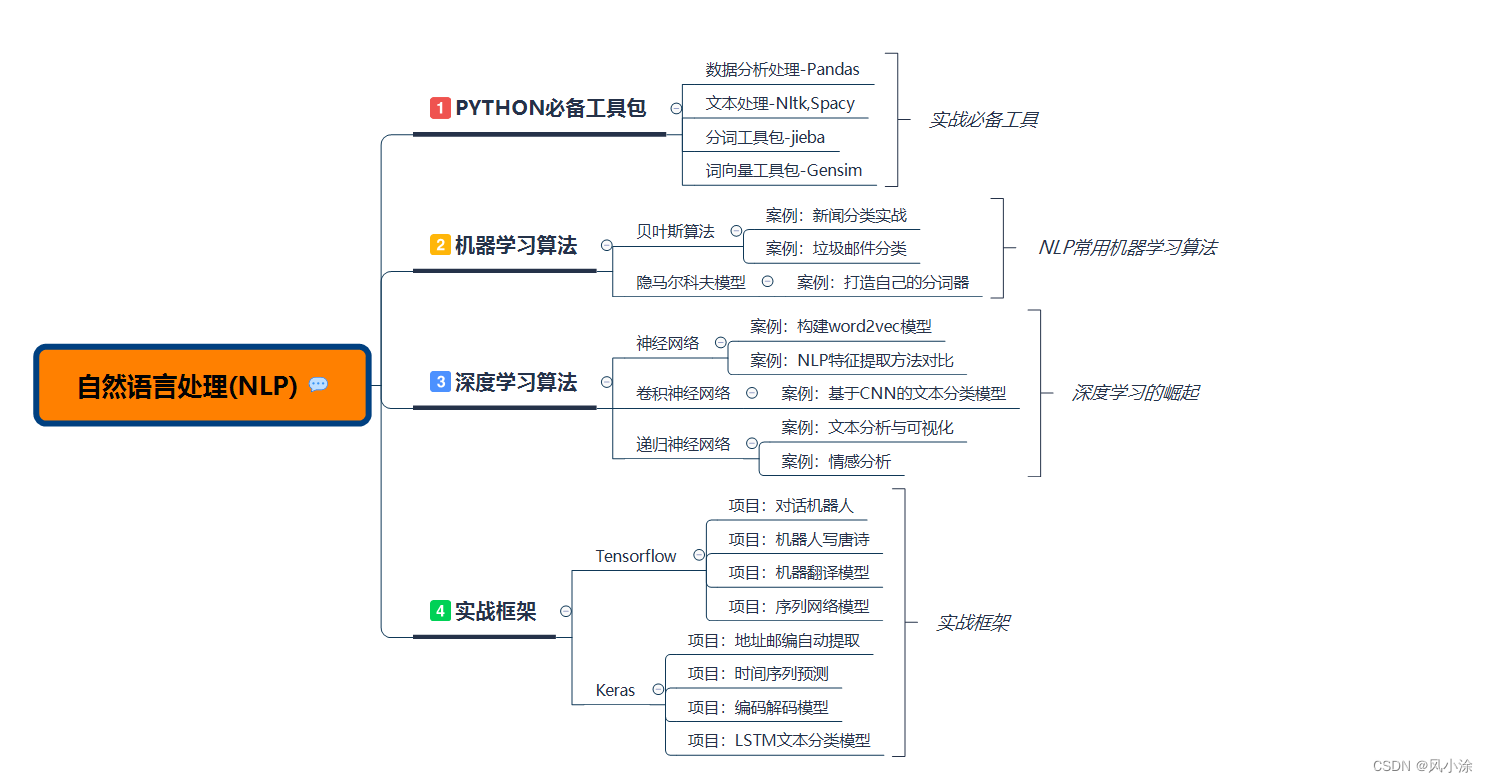 自然语言处理(NLP)
1 PYTHON必备工具包
数据分析处理-Pandas
文本处理-Nltk,Spacy
分词工具包-jieba
词向量工具包-Gensim
实战必备工具
2 机器学习算法
贝叶斯算法
案例：新闻分类实战
案例：垃圾邮件分类
隐马尔科夫模型
案例：打造自己的分词器
NLP常用机器学习算法
3 深度学习算法
神经网络
案例：构建word2vec模型
案例：NLP特征提取方法对比
卷积神经网络
案例：基于CNN的文本分类模型
递归神经网络
案例：文本分析与可视化
案例：情感分析
深度学习的崛起
4 实战框架
Tensorflow
项目：对话机器人
项目：机器人写唐诗
项目：机器翻译模型
项目：序列网络模型
Keras
项目：地址邮编自动提取
项目：时间序列预测
项目：编码解码模型
项目：LSTM文本分类模型
实战框架
CSDN @风小涂